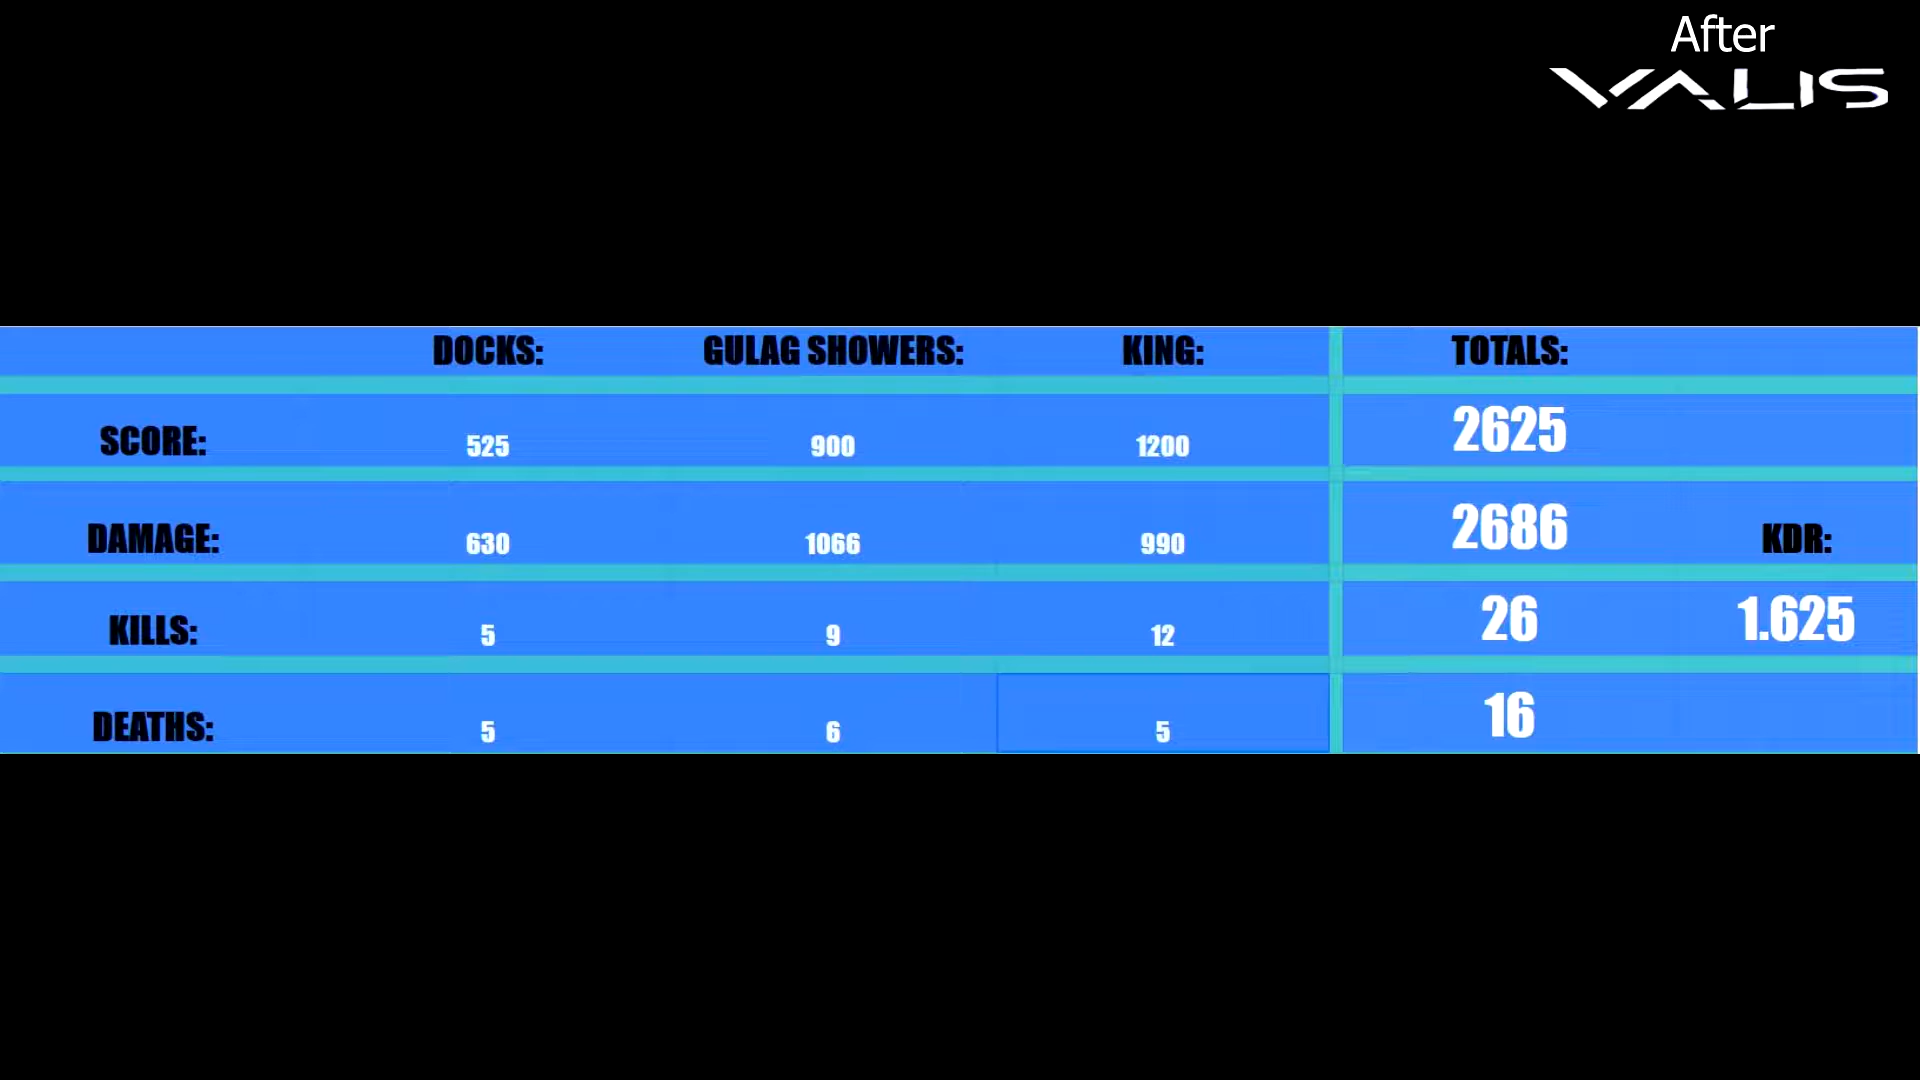 After
VALIS
DOCKS: GULAG SHOWERS: KING: TOTALS:
SCORE: 525 900 1200 2625
DAMAGE: 630 1066 990 2686 KDR:
KILLS: 5 9 12 26 1.625
DEATHS: 5 6 5 16